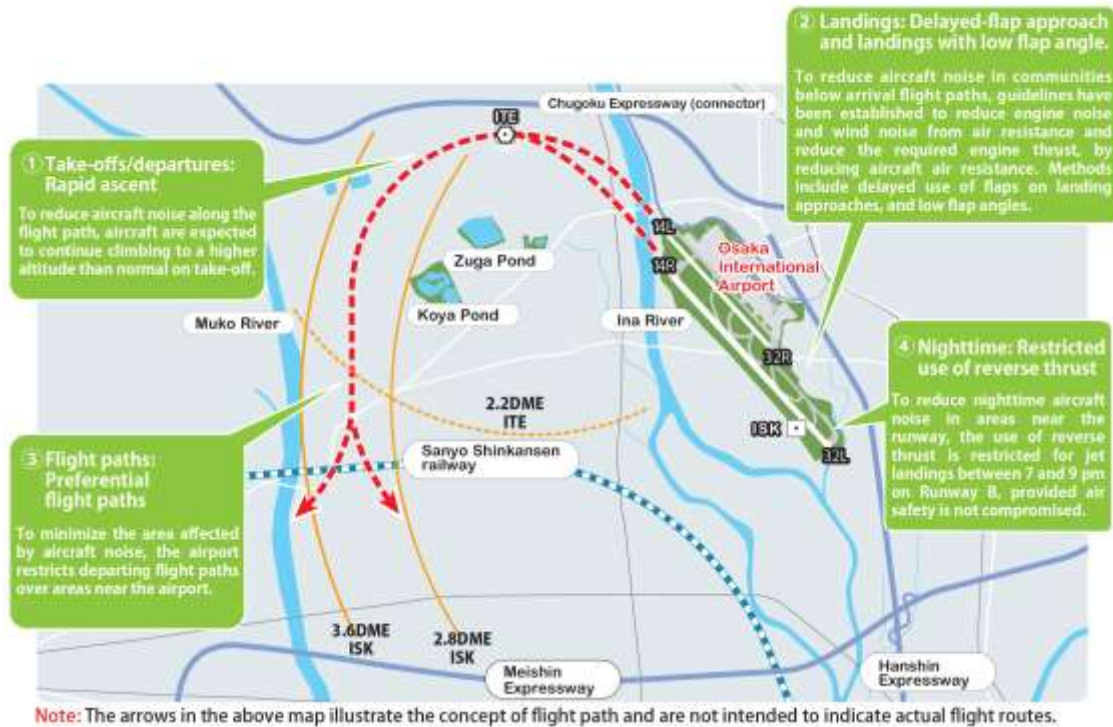 ② Landings: Delayed-flap approach
and landings with low flap angle.
To reduce aircraft noise in communities
below arrival flight paths, guidelines have
been established to reduce engine noise
and wind noise from air resistance and
reduce the required engine thrust, by
reducing aircraft air resistance. Methods
include delayed use of flaps on landing
approaches, and low flap angles.
Chugoku Expressway (connector)
ITE
① Take-offs/departures:
Rapid ascent
To reduce aircraft noise along the
flight path, aircraft are expected
to continue climbing to a higher
altitude than normal on take-off.
14L
14R
Osaka
International
Airport
Zuga Pond
Koya Pond
Muko River
Ina River
32R
④ Nighttime: Restricted
use of reverse thrust
To reduce nighttime aircraft
noise in areas near the
runway, the use of reverse
thrust is restricted for jet
landings between 7 and 9 pm
on Runway B, provided air
safety is not compromised.
2.2DME
ITE
ISK
32L
Sanyo Shinkansen
railway
③ Flight paths:
Preferential
flight paths
To minimize the area affected
by aircraft noise, the airport
restricts departing flight paths
over areas near the airport.
3.6DME
ISK
2.8DME
ISK
Meishin
Expressway
Hanshin
Expressway
Note: The arrows in the above map illustrate the concept of flight path and are not intended to indicate actual flight routes.